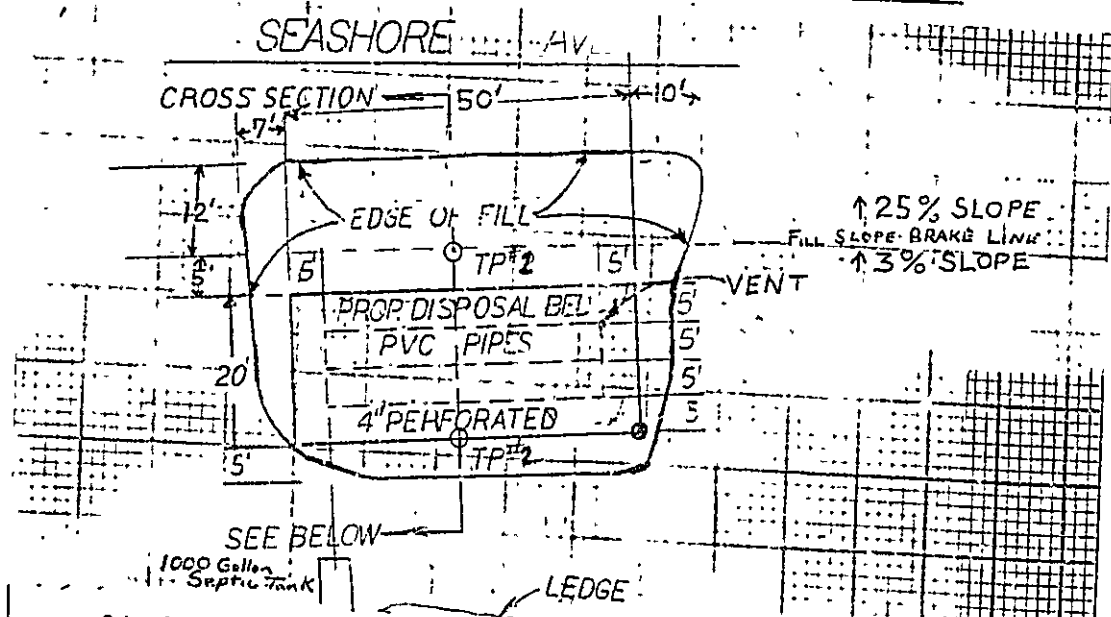 SEASHORE AV
CROSS SECTION 50' 10'
7'
12'
EDGE OF FILL
↑25% SLOPE
FILL SLOPE BRAKE LINE
↑3% SLOPE
5' 5' TP#2 5'
VENT
PROP. DISPOSAL BED 5'
PVC PIPES 5'
20' 5'
4" PERFORATED 5
5' TP#2
SEE BELOW
1000 Gallon
Septic Tank
LEDGE